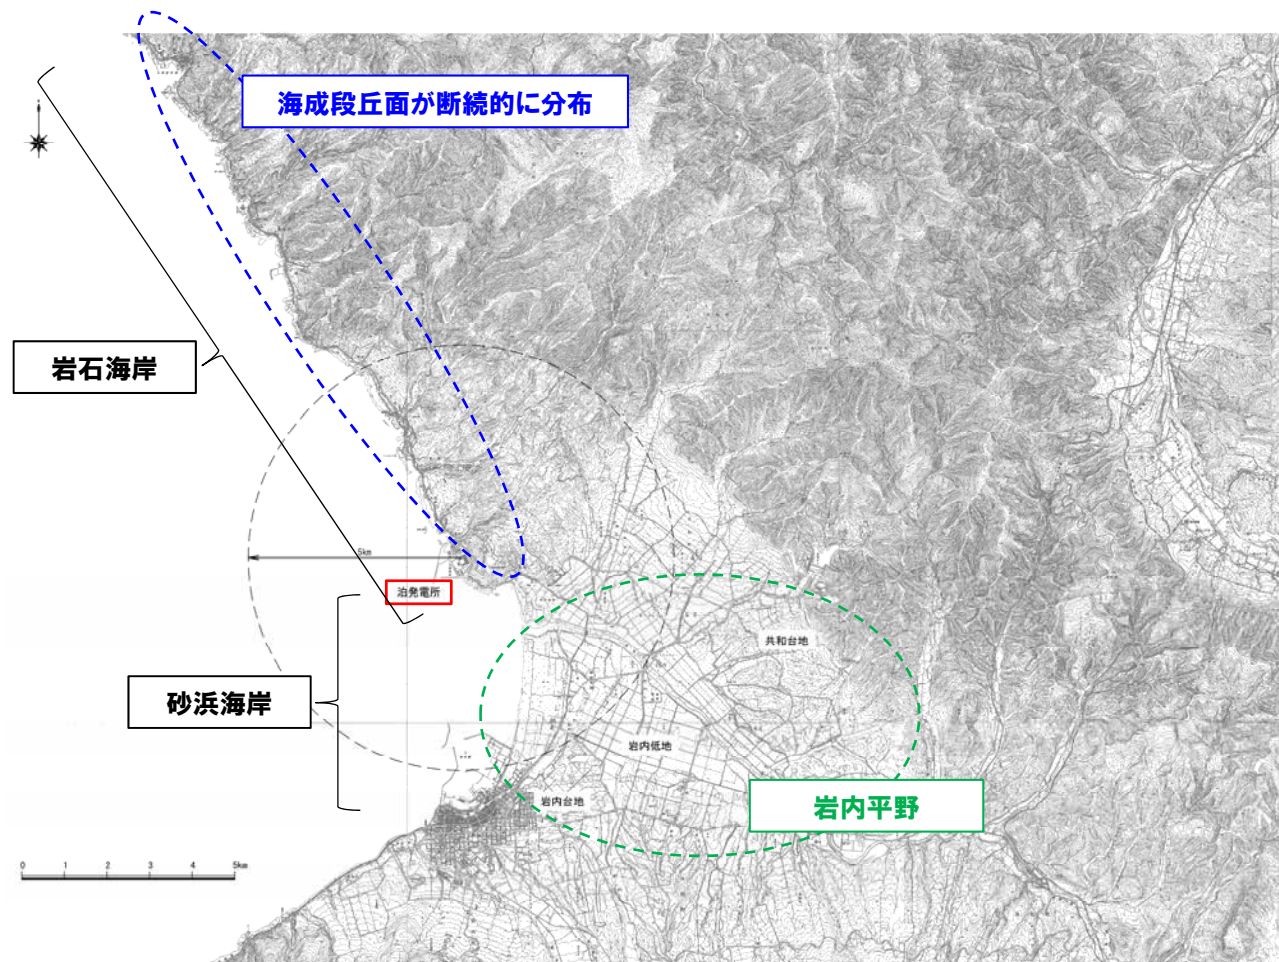 海成段丘面が断続的に分布
岩石海岸
5km
泊発電所
共和台地
砂浜海岸
岩内低地
岩内台地
岩内平野
0 1 2 3 4 5km